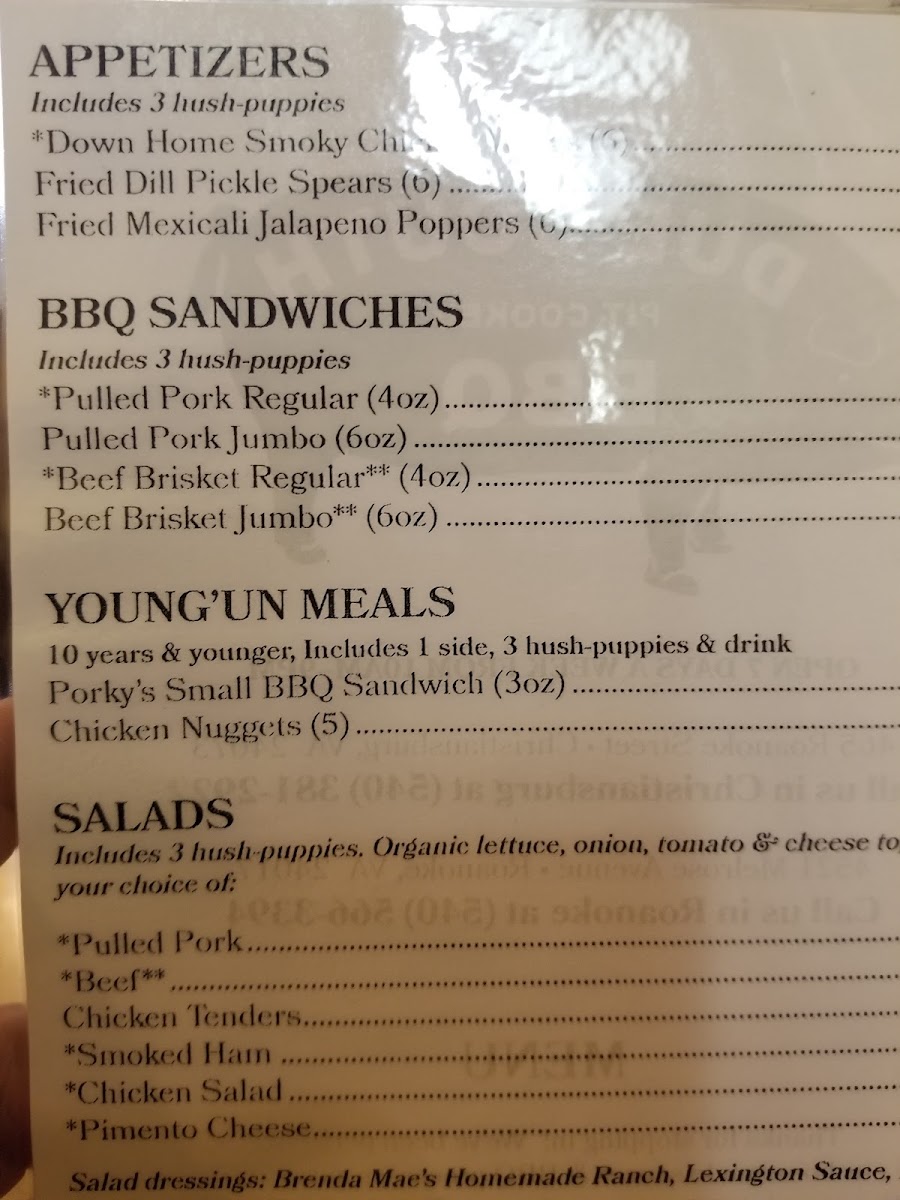 APPETIZERS
Includes 3 hush-puppies
*Down Home Smoky (6)
Fried Dill Pickle Spears (6)
Fried Mexicali Jalapeno Poppers (6)
BBQ SANDWICHES
Includes 3 hush-puppies
*Pulled Pork Regular (4oz)
Pulled Pork Jumbo (6oz)
*Beef Brisket Regular** (4oz)
Beef Brisket Jumbo** (6oz)
YOUNG'UN MEALS
10 years & younger, Includes 1 side, 3 hush-puppies & drink
Porky's Small BBQ Sandwich (3oz)
Chicken Nuggets (5)
SALADS
Includes 3 hush-puppies. Organic lettuce, onion, tomato & cheese to
your choice of:
*Pulled Pork
*Beef**
Chicken Tenders
*Smoked Ham
*Chicken Salad
*Pimento Cheese
Salad dressings: Brenda Mae's Homemade Ranch, Lexington Sauce,